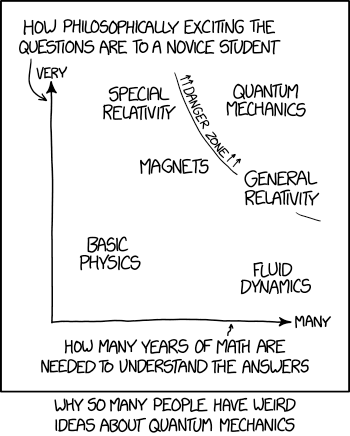 HOW PHILOSOPHICALLY EXCITING THE
QUESTIONS ARE TO A NOVICE STUDENT
VERY
SPECIAL
RELATIVITY
DANGER ZONE
QUANTUM
MECHANICS
MAGNETS
GENERAL
RELATIVITY
BASIC
PHYSICS
FLUID
DYNAMICS
MANY
HOW MANY YEARS OF MATH ARE
NEEDED TO UNDERSTAND THE ANSWERS
WHY SO MANY PEOPLE HAVE WEIRD
IDEAS ABOUT QUANTUM MECHANICS